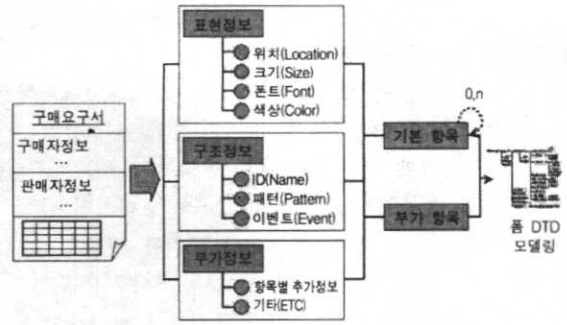 구매요구서
구매자정보
...
판매자정보
...
표현정보
위치(Location)
크기(Size)
폰트(Font)
색상(Color)
구조정보
ID(Name)
패턴(Pattern)
이벤트(Event)
부가정보
항목별 추가정보
기타(ETC)
0,n
기본 항목
부가 항목
폼 DTD
모델링